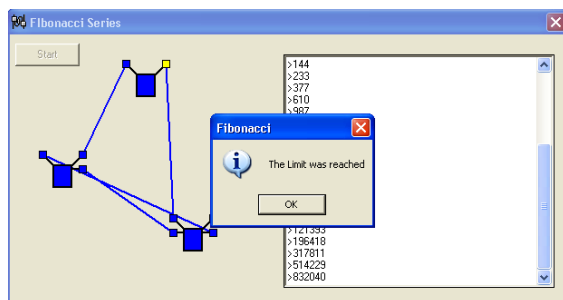 FIbonacci Series
Start
>144
>233
>377
>610
>987
Fibonacci
The Limit was reached
OK
>121393
>196418
>317811
>514229
>832040